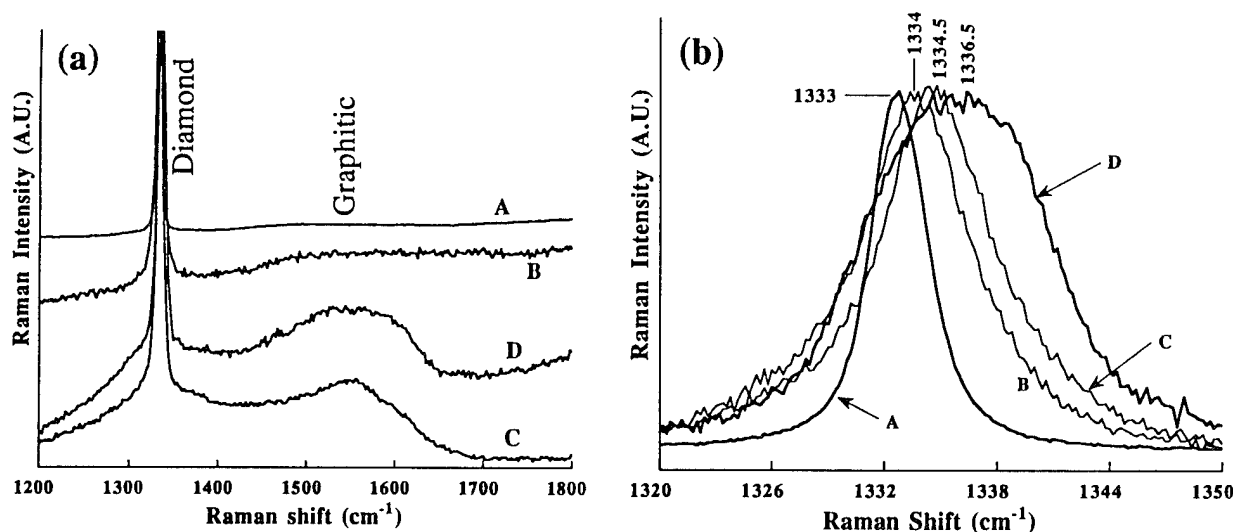 (a)
Diamond
Graphitic
A
B
D
C
Raman Intensity (A.U.)
1200 1300 1400 1500 1600 1700 1800
Raman shift (cm-1)
(b)
1334
1334.5
1336.5
1333
D
C
B
A
Raman Intensity (A.U.)
1320 1326 1332 1338 1344 1350
Raman Shift (cm-1)